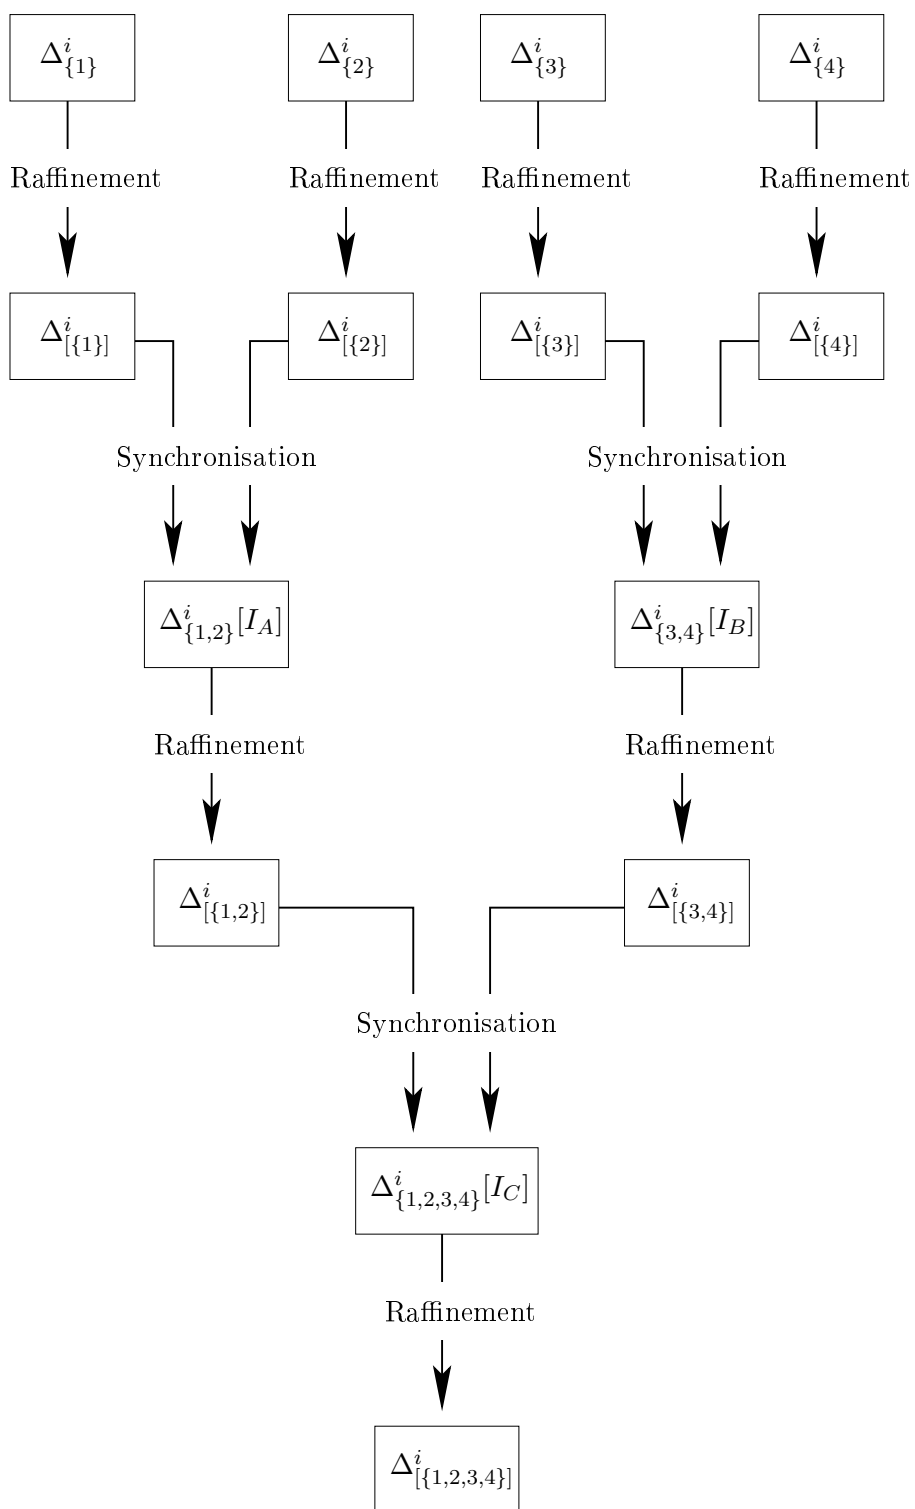 Δ^i_{1} Δ^i_{2} Δ^i_{3} Δ^i_{4}
Raffinement Raffinement Raffinement Raffinement
Δ^i_[{1}] Δ^i_[{2}] Δ^i_[{3}] Δ^i_[{4}]
Synchronisation Synchronisation
Δ^i_{1,2}[I_A] Δ^i_{3,4}[I_B]
Raffinement Raffinement
Δ^i_[{1,2}] Δ^i_[{3,4}]
Synchronisation
Δ^i_{1,2,3,4}[I_C]
Raffinement
Δ^i_[{1,2,3,4}]